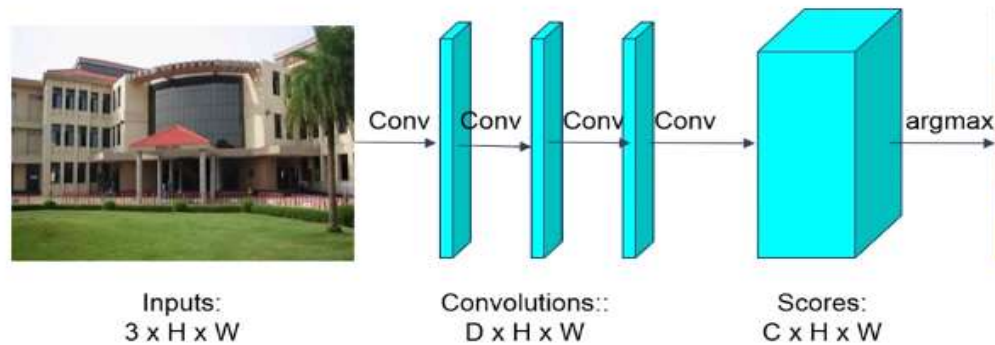 Conv
Conv
Conv
Conv
argmax
Inputs:
3 x H x W
Convolutions::
D x H x W
Scores:
C x H x W